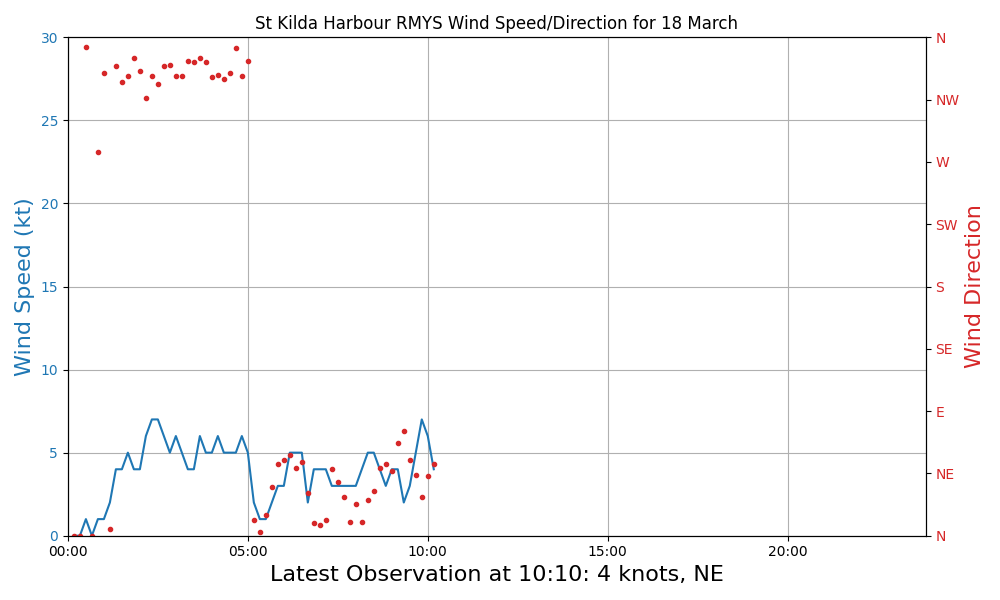 St Kilda Harbour RMYS Wind Speed/Direction for 18 March
30
25
20
15
10
5
0
Wind Speed (kt)
N
NW
W
SW
S
SE
E
NE
N
Wind Direction
00:00 05:00 10:00 15:00 20:00
Latest Observation at 10:10: 4 knots, NE